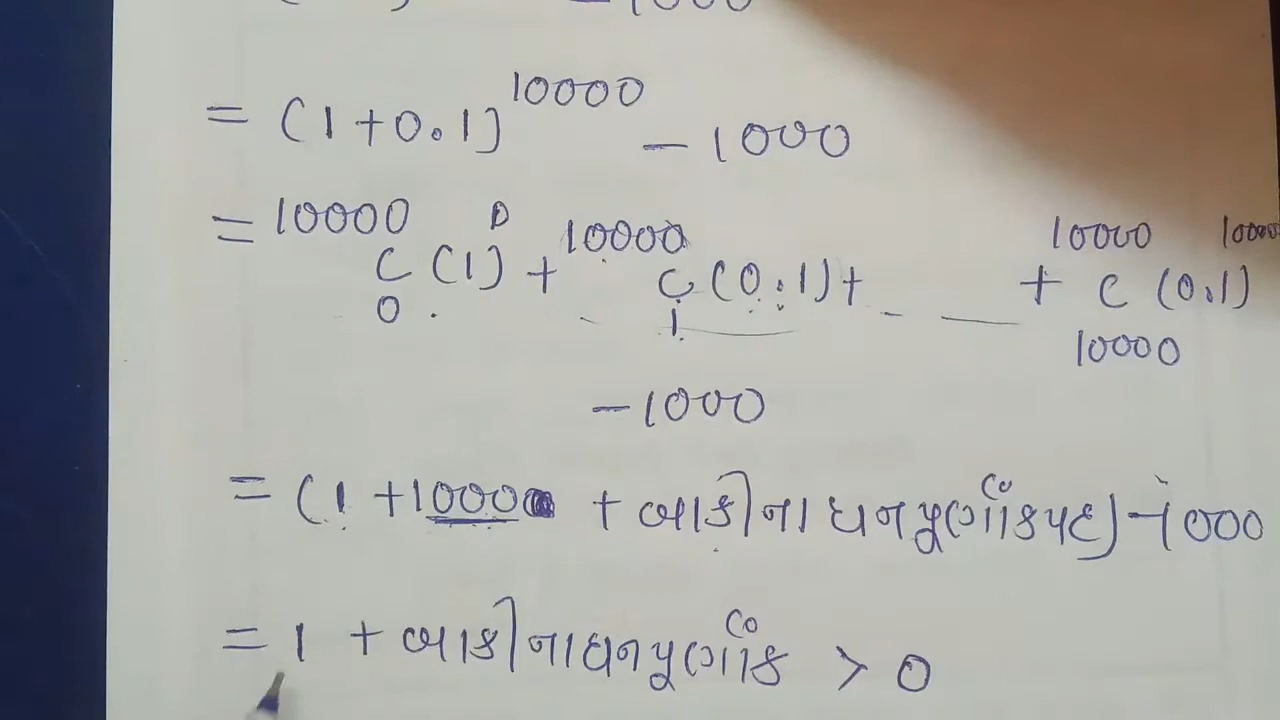 - 1000
= (1+0.1)^10000 - 1000
= 10000 C 0 (1)^0 + 10000 C 1 (0.1) + - — + 10000 C 10000 (0.1)^10000
- 1000
= (1 + 1000 + બાકીના ધનપૂર્ણાંક પદ) - 1000
= 1 + બાકીના ધનપૂર્ણાંક > 0